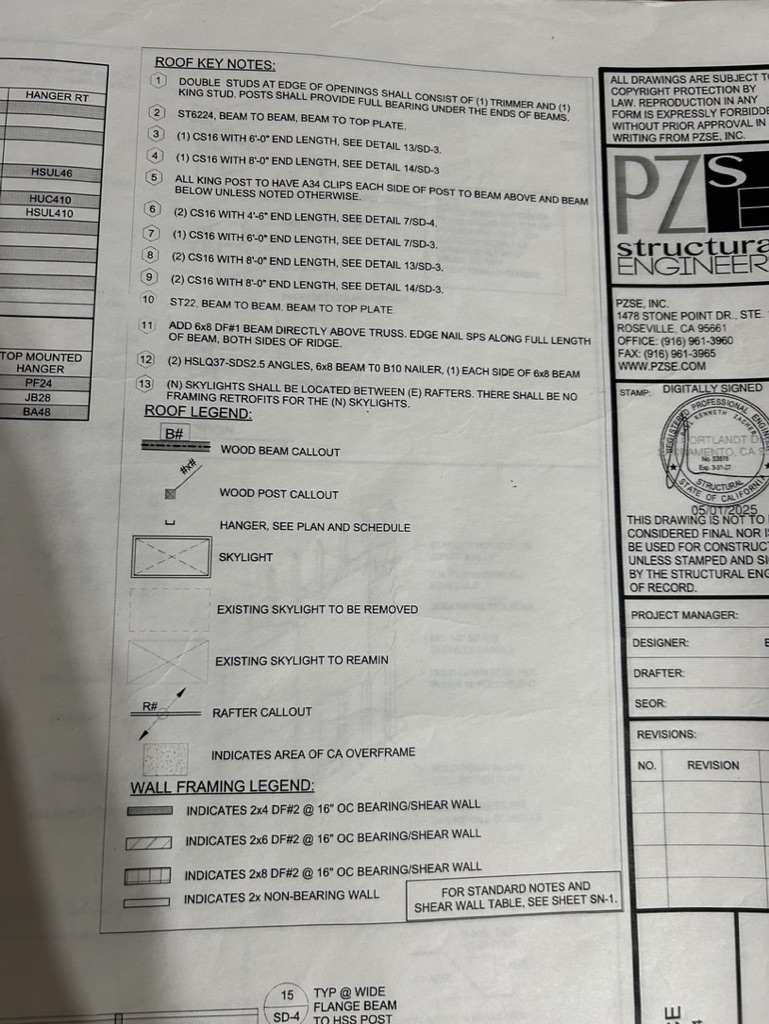 HANGER RT
HSUL46
HUC410
HSUL410
TOP MOUNTED
HANGER
PF24
JB28
BA48
ROOF KEY NOTES:
1 DOUBLE STUDS AT EDGE OF OPENINGS SHALL CONSIST OF (1) TRIMMER AND (1)
KING STUD. POSTS SHALL PROVIDE FULL BEARING UNDER THE ENDS OF BEAMS.
2 ST6224, BEAM TO BEAM, BEAM TO TOP PLATE.
3 (1) CS16 WITH 6'-0" END LENGTH, SEE DETAIL 13/SD-3.
4 (1) CS16 WITH 8'-0" END LENGTH, SEE DETAIL 14/SD-3
5 ALL KING POST TO HAVE A34 CLIPS EACH SIDE OF POST TO BEAM ABOVE AND BEAM
BELOW UNLESS NOTED OTHERWISE.
6 (2) CS16 WITH 4'-6" END LENGTH, SEE DETAIL 7/SD-4.
7 (1) CS16 WITH 6'-0" END LENGTH, SEE DETAIL 7/SD-3.
8 (2) CS16 WITH 8'-0" END LENGTH, SEE DETAIL 13/SD-3.
9 (2) CS16 WITH 8'-0" END LENGTH, SEE DETAIL 14/SD-3.
10 ST22, BEAM TO BEAM, BEAM TO TOP PLATE
11 ADD 6x8 DF#1 BEAM DIRECTLY ABOVE TRUSS. EDGE NAIL SPS ALONG FULL LENGTH
OF BEAM, BOTH SIDES OF RIDGE.
12 (2) HSLQ37-SDS2.5 ANGLES, 6x8 BEAM TO B10 NAILER, (1) EACH SIDE OF 6x8 BEAM
13 (N) SKYLIGHTS SHALL BE LOCATED BETWEEN (E) RAFTERS. THERE SHALL BE NO
FRAMING RETROFITS FOR THE (N) SKYLIGHTS.
ROOF LEGEND:
B#
WOOD BEAM CALLOUT
#x#
WOOD POST CALLOUT
HANGER, SEE PLAN AND SCHEDULE
SKYLIGHT
EXISTING SKYLIGHT TO BE REMOVED
EXISTING SKYLIGHT TO REAMIN
R#
RAFTER CALLOUT
INDICATES AREA OF CA OVERFRAME
WALL FRAMING LEGEND:
INDICATES 2x4 DF#2 @ 16" OC BEARING/SHEAR WALL
INDICATES 2x6 DF#2 @ 16" OC BEARING/SHEAR WALL
INDICATES 2x8 DF#2 @ 16" OC BEARING/SHEAR WALL
INDICATES 2x NON-BEARING WALL
FOR STANDARD NOTES AND
SHEAR WALL TABLE, SEE SHEET SN-1.
15
SD-4
TYP @ WIDE
FLANGE BEAM
TO HSS POST
ALL DRAWINGS ARE SUBJECT T
COPYRIGHT PROTECTION BY
LAW. REPRODUCTION IN ANY
FORM IS EXPRESSLY FORBIDDE
WITHOUT PRIOR APPROVAL IN
WRITING FROM PZSE, INC.
PZS
structura
ENGINEER
PZSE, INC.
1478 STONE POINT DR., STE.
ROSEVILLE, CA 95661
OFFICE: (916) 961-3960
FAX: (916) 961-3965
WWW.PZSE.COM
STAMP: DIGITALLY SIGNED
REGISTERED PROFESSIONAL ENGINE
KENNETH ZACHER
No. S3878
Exp. 3-31-27
STRUCTURAL
STATE OF CALIFORNIA
05/01/2025
THIS DRAWING IS NOT TO
CONSIDERED FINAL NOR I
BE USED FOR CONSTRUC
UNLESS STAMPED AND SI
BY THE STRUCTURAL ENG
OF RECORD.
PROJECT MANAGER:
DESIGNER:
DRAFTER:
SEOR:
REVISIONS:
NO. REVISION